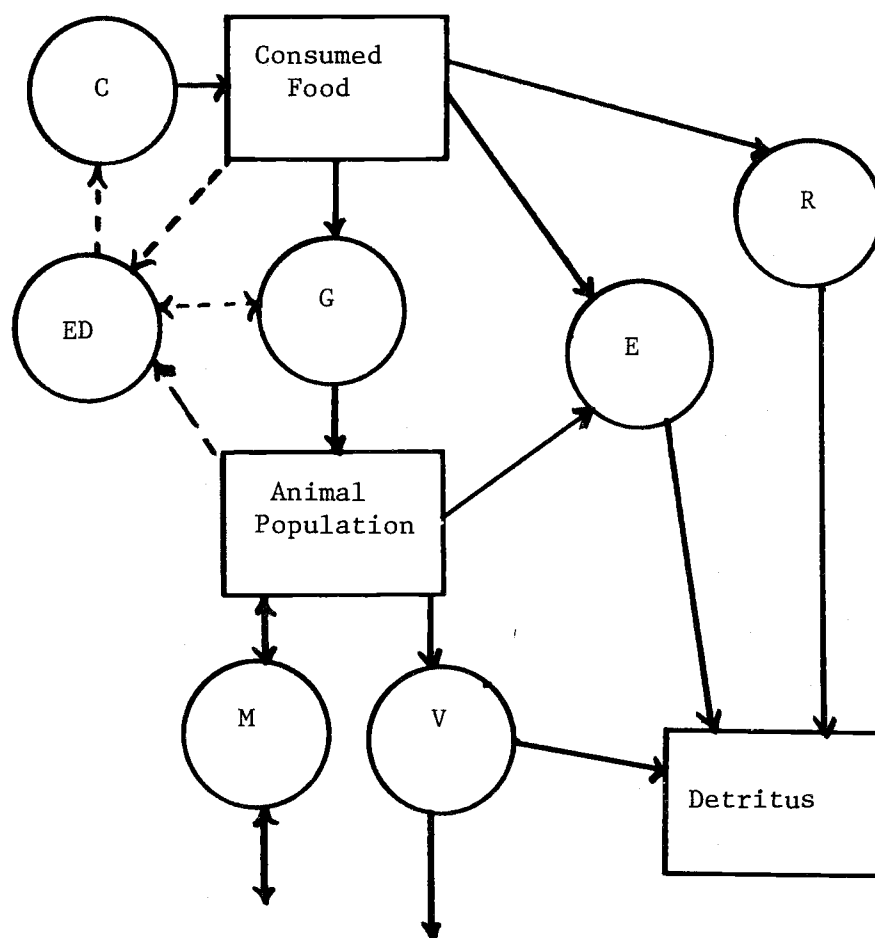 C
Consumed
Food
R
G
ED
E
Animal
Population
M
V
Detritus